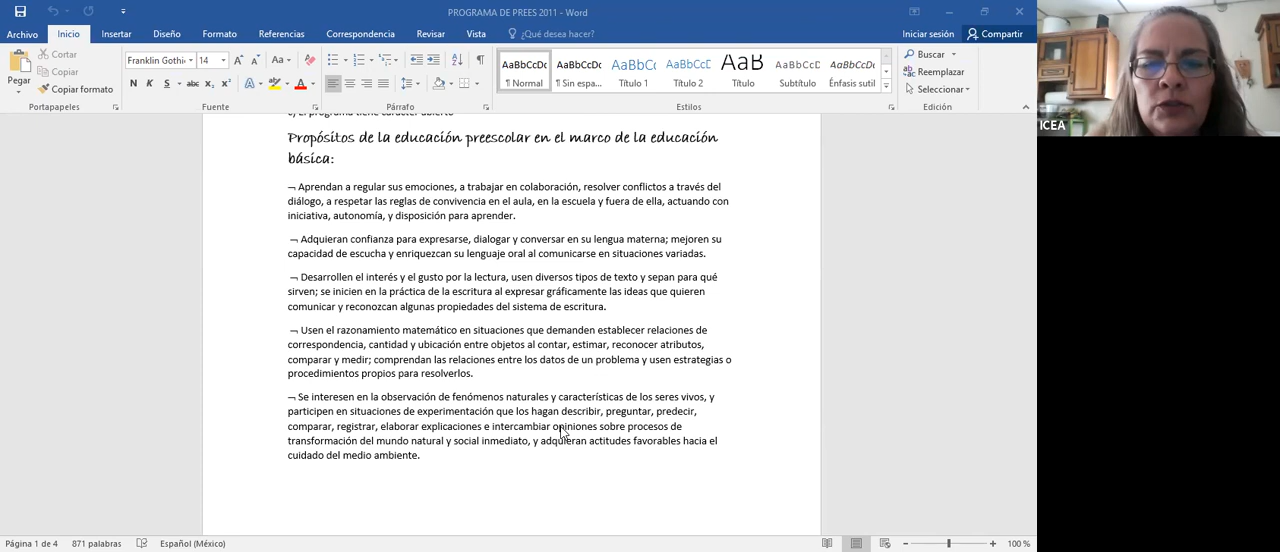 PROGRAMA DE PREES 2011 - Word
Archivo Inicio Insertar Diseño Formato Referencias Correspondencia Revisar Vista ¿Qué desea hacer? Iniciar sesión Compartir
Pegar
Cortar
Copiar
Copiar formato
Portapapeles
Franklin Gothi 14 Aa
N K S abc x₂ x² A A
Fuente
Párrafo
AaBbCcDc AaBbCcDc AaBbCc AaBbCcD AaB AaBbCcD AaBbCcDc
¶ Normal ¶ Sin espa... Título 1 Título 2 Título Subtítulo Énfasis sutil
Estilos
Buscar
Reemplazar
Seleccionar
Edición
ICEA
c) El programa tiene carácter abierto
Propósitos de la educación preescolar en el marco de la educación
básica:
¬ Aprendan a regular sus emociones, a trabajar en colaboración, resolver conflictos a través del
diálogo, a respetar las reglas de convivencia en el aula, en la escuela y fuera de ella, actuando con
iniciativa, autonomía, y disposición para aprender.
¬ Adquieran confianza para expresarse, dialogar y conversar en su lengua materna; mejoren su
capacidad de escucha y enriquezcan su lenguaje oral al comunicarse en situaciones variadas.
¬ Desarrollen el interés y el gusto por la lectura, usen diversos tipos de texto y sepan para qué
sirven; se inicien en la práctica de la escritura al expresar gráficamente las ideas que quieren
comunicar y reconozcan algunas propiedades del sistema de escritura.
¬ Usen el razonamiento matemático en situaciones que demanden establecer relaciones de
correspondencia, cantidad y ubicación entre objetos al contar, estimar, reconocer atributos,
comparar y medir; comprendan las relaciones entre los datos de un problema y usen estrategias o
procedimientos propios para resolverlos.
¬ Se interesen en la observación de fenómenos naturales y características de los seres vivos, y
participen en situaciones de experimentación que los hagan describir, preguntar, predecir,
comparar, registrar, elaborar explicaciones e intercambiar opiniones sobre procesos de
transformación del mundo natural y social inmediato, y adquieran actitudes favorables hacia el
cuidado del medio ambiente.
Página 1 de 4 871 palabras Español (México) 100 %